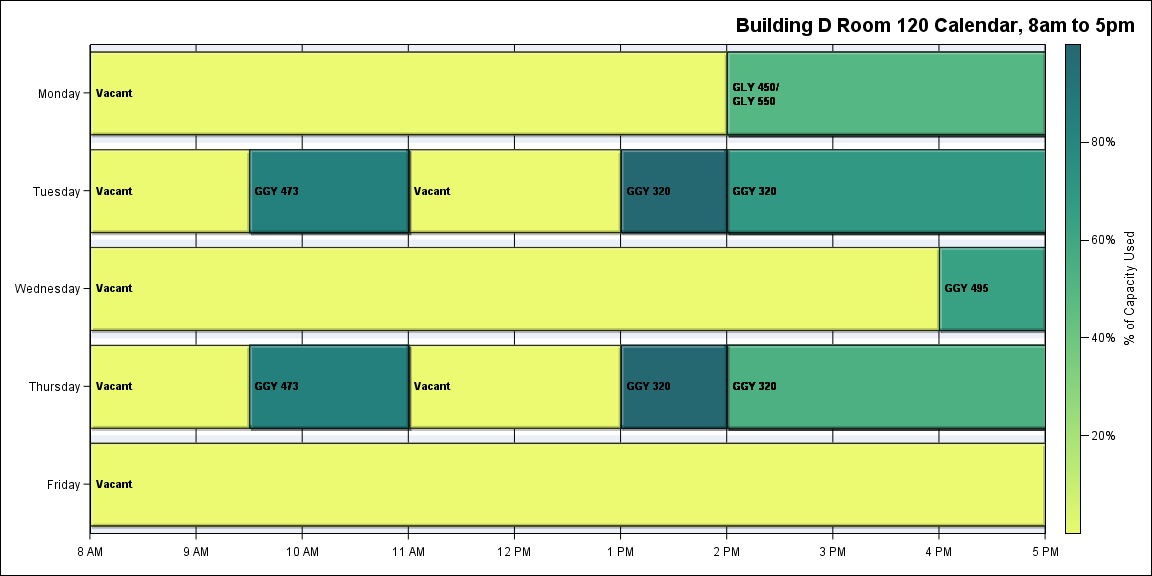 Building D Room 120 Calendar, 8am to 5pm
Monday
Vacant
GLY 450/
GLY 550
Tuesday
Vacant
GGY 473
Vacant
GGY 320
GGY 320
Wednesday
Vacant
GGY 495
Thursday
Vacant
GGY 473
Vacant
GGY 320
GGY 320
Friday
Vacant
8 AM
9 AM
10 AM
11 AM
12 PM
1 PM
2 PM
3 PM
4 PM
5 PM
80%
60%
40%
20%
% of Capacity Used